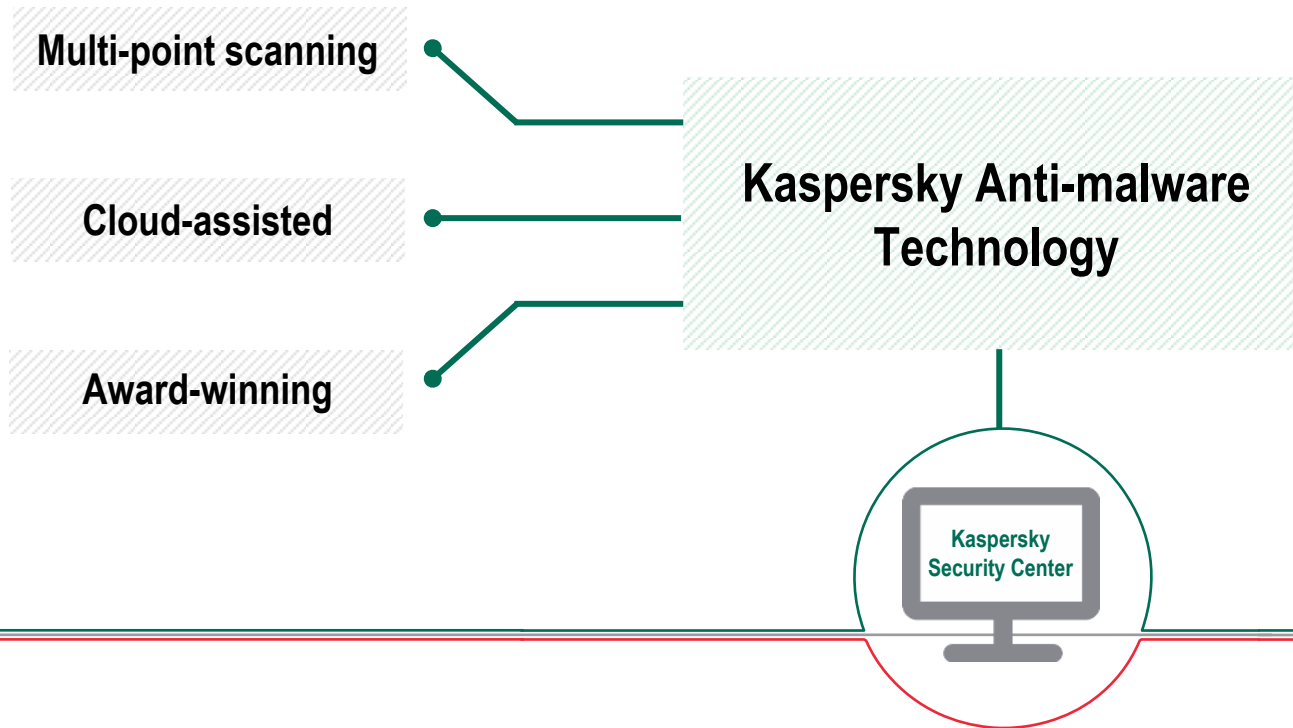 Multi-point scanning
Cloud-assisted
Award-winning
Kaspersky Anti-malware
Technology
Kaspersky
Security Center